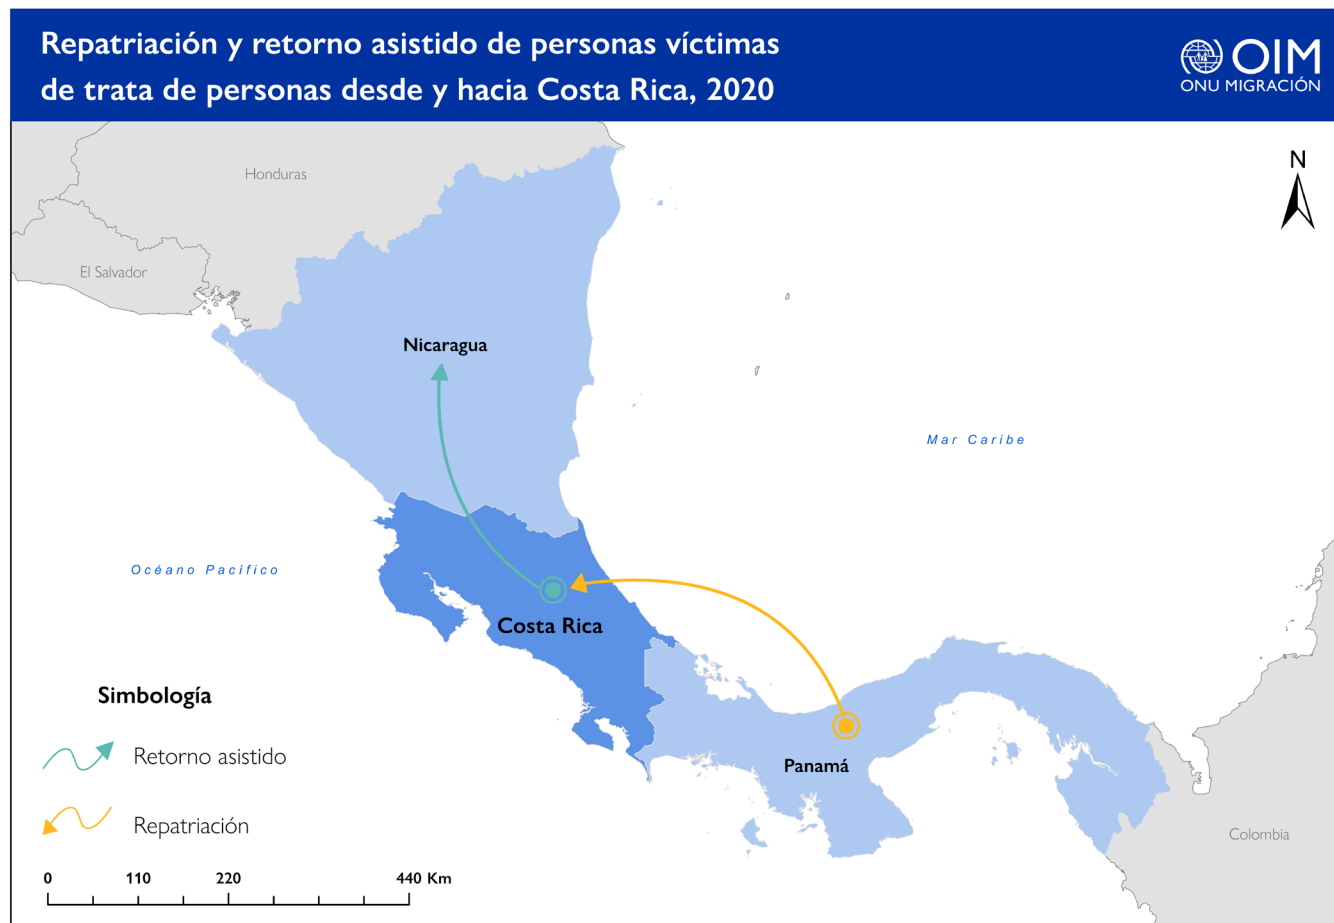 Repatriación y retorno asistido de personas víctimas
de trata de personas desde y hacia Costa Rica, 2020
OIM
ONU MIGRACIÓN
N
Honduras
El Salvador
Nicaragua
Mar Caribe
Océano Pacífico
Costa Rica
Panamá
Colombia
Simbología
Retorno asistido
Repatriación
0 110 220 440 Km